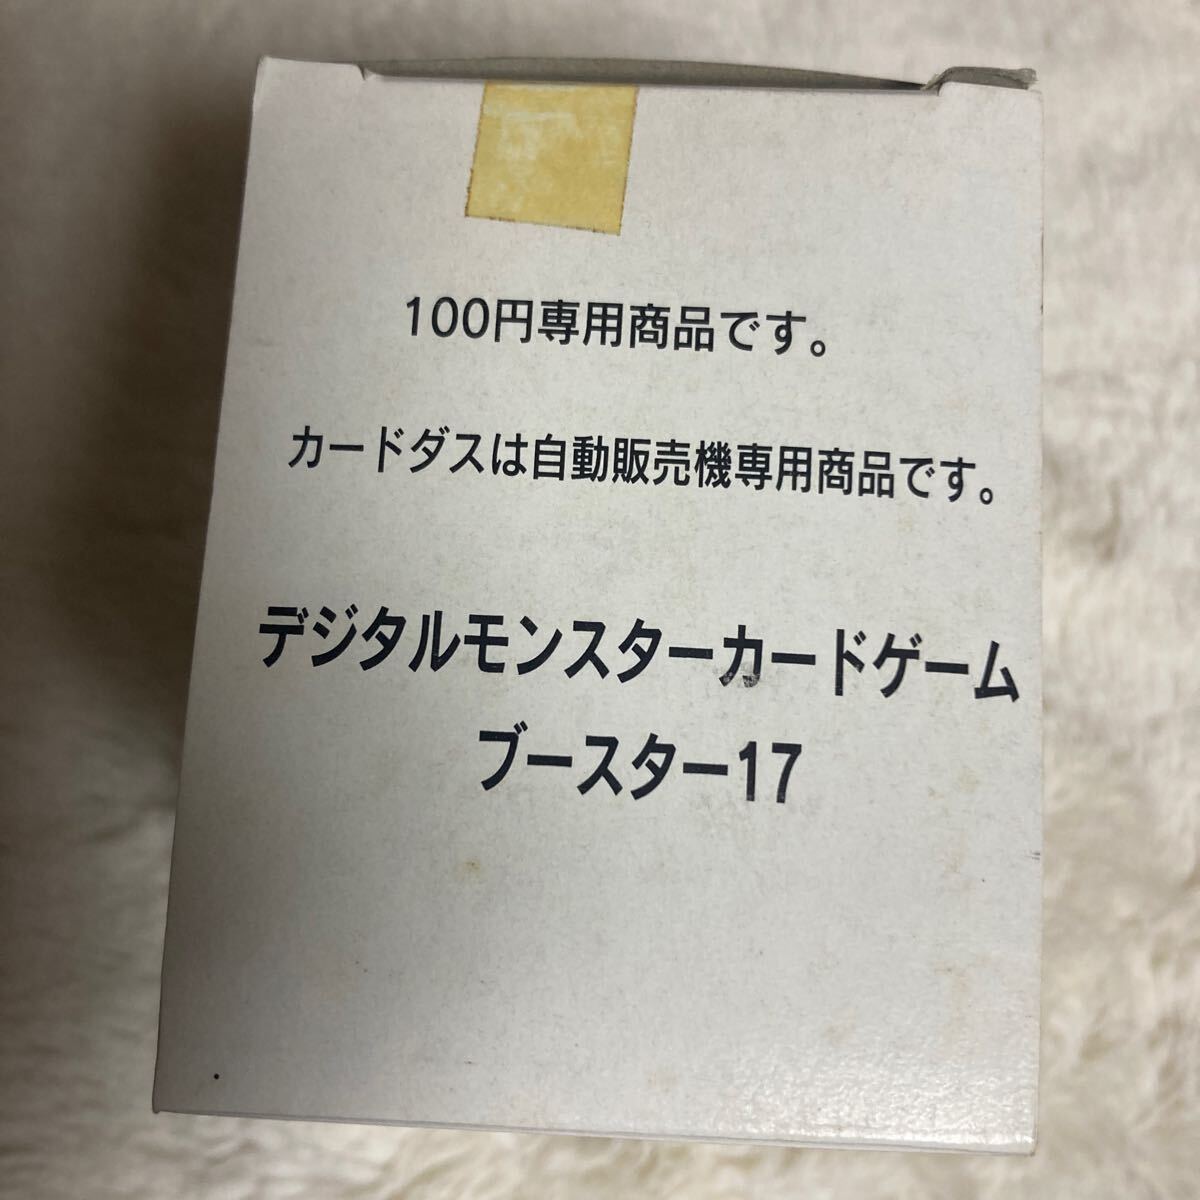 100円専用商品です。
カードダスは自動販売機専用商品です。
デジタルモンスターカードゲーム
ブースター17